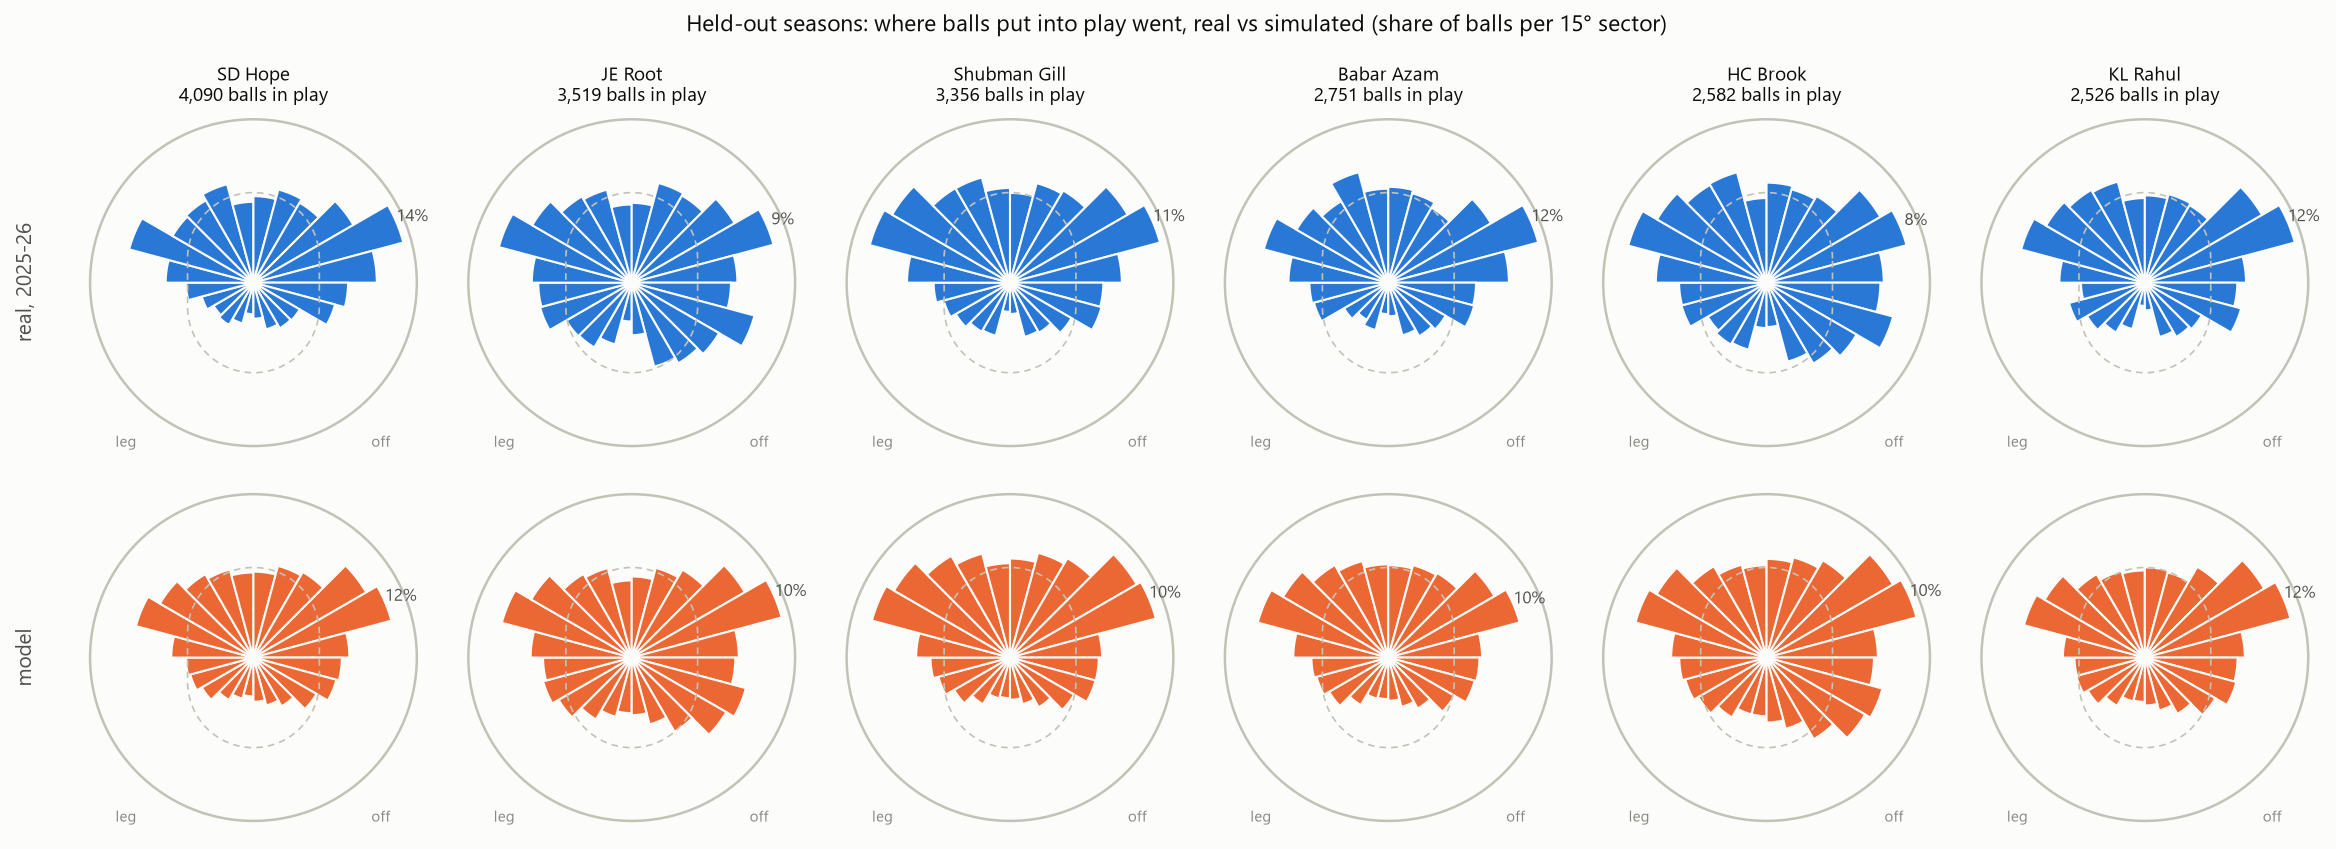 Held-out seasons: where balls put into play went, real vs simulated (share of balls per 15° sector)
SD Hope
4,090 balls in play
JE Root
3,519 balls in play
Shubman Gill
3,356 balls in play
Babar Azam
2,751 balls in play
HC Brook
2,582 balls in play
KL Rahul
2,526 balls in play
real, 2025-26
14%
9%
11%
12%
8%
12%
leg
off
leg
off
leg
off
leg
off
leg
off
leg
off
model
12%
10%
10%
10%
10%
12%
leg
off
leg
off
leg
off
leg
off
leg
off
leg
off